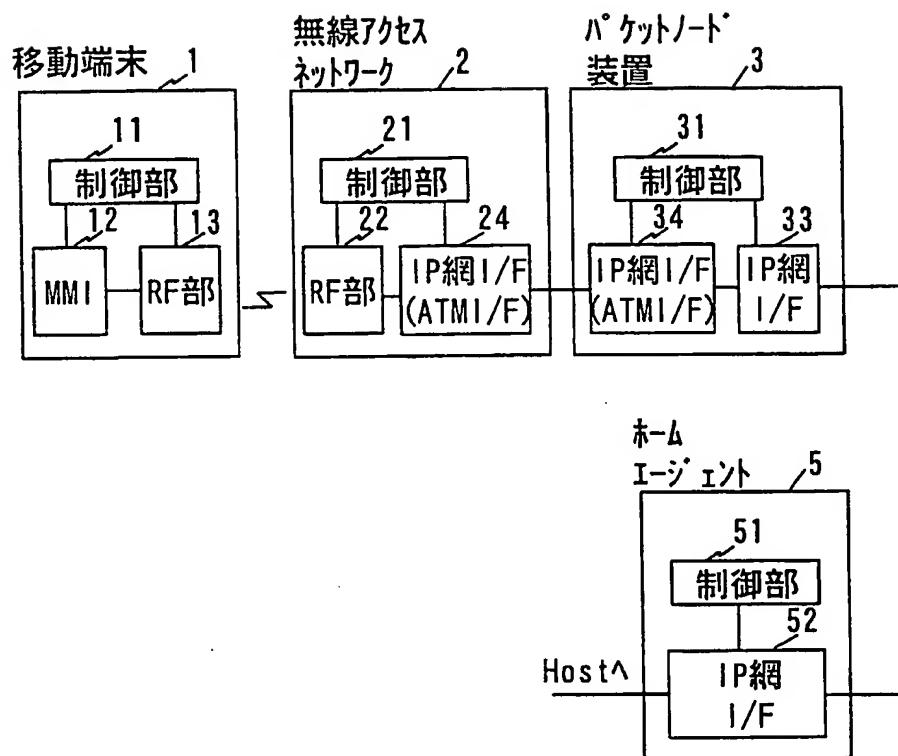 移動端末
1
無線アクセス
ネットワーク
2
パケットノード
装置
3
11
制御部
12
13
MMI
RF部
21
制御部
22
24
RF部
IP網I/F
(ATMI/F)
31
制御部
34
33
IP網I/F
(ATMI/F)
IP網
I/F
ホーム
エージェント
5
51
制御部
52
Hostへ
IP網
I/F